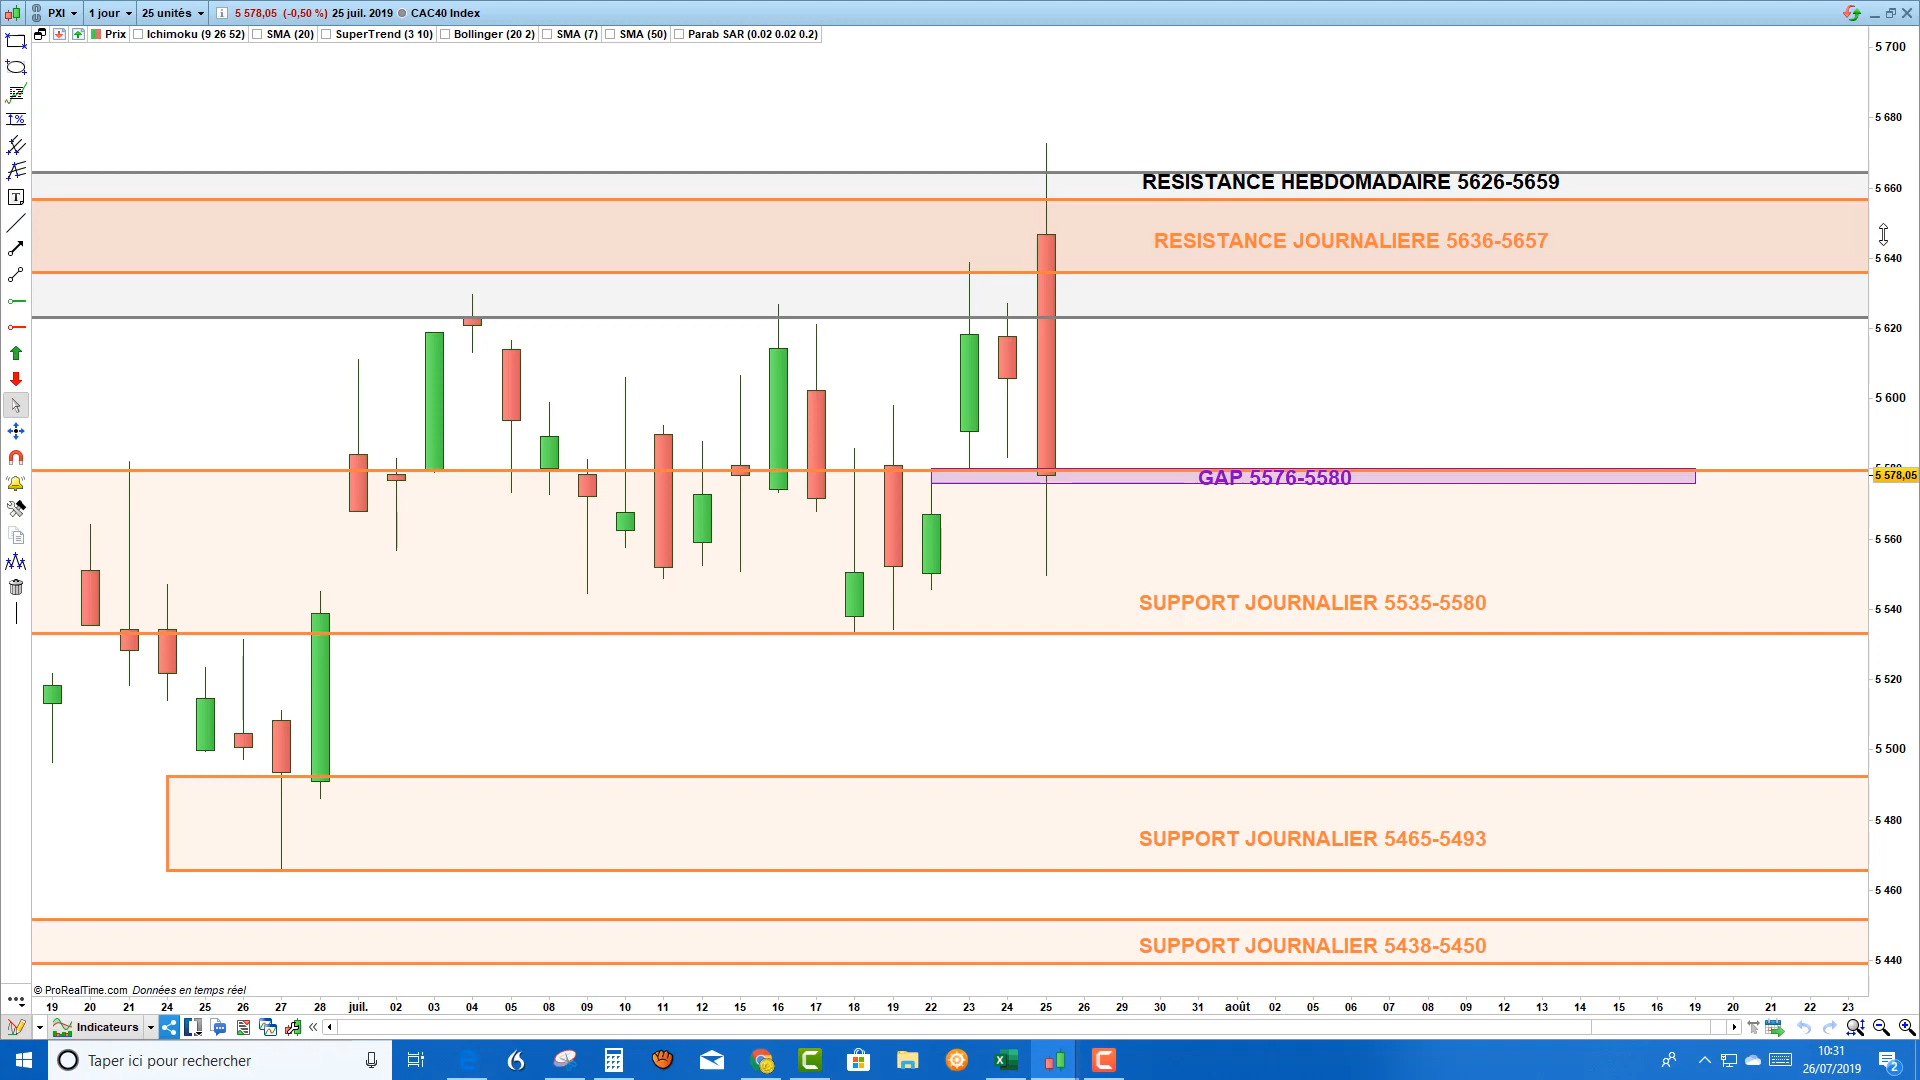 PXI 1 jour 25 unités 5 578,05 (-0,50 %) 25 juil. 2019 CAC40 Index
Prix Ichimoku (9 26 52) SMA (20) SuperTrend (3 10) Bollinger (20 2) SMA (7) SMA (50) Parab SAR (0.02 0.02 0.2)
5 700
5 680
RESISTANCE HEBDOMADAIRE 5626-5659
5 660
RESISTANCE JOURNALIERE 5636-5657
5 640
5 620
5 600
GAP 5576-5580
5 578,05
5 560
SUPPORT JOURNALIER 5535-5580
5 540
5 520
5 500
SUPPORT JOURNALIER 5465-5493
5 480
5 460
SUPPORT JOURNALIER 5438-5450
5 440
© ProRealTime.com Données en temps réel
19 20 21 24 25 26 27 28 juil. 02 03 04 05 08 09 10 11 12 15 16 17 18 19 22 23 24 25 26 29 30 31 août 02 05 06 07 08 09 12 13 14 15 16 19 20 21 22 23
Indicateurs
Taper ici pour rechercher
10:31
26/07/2019
2